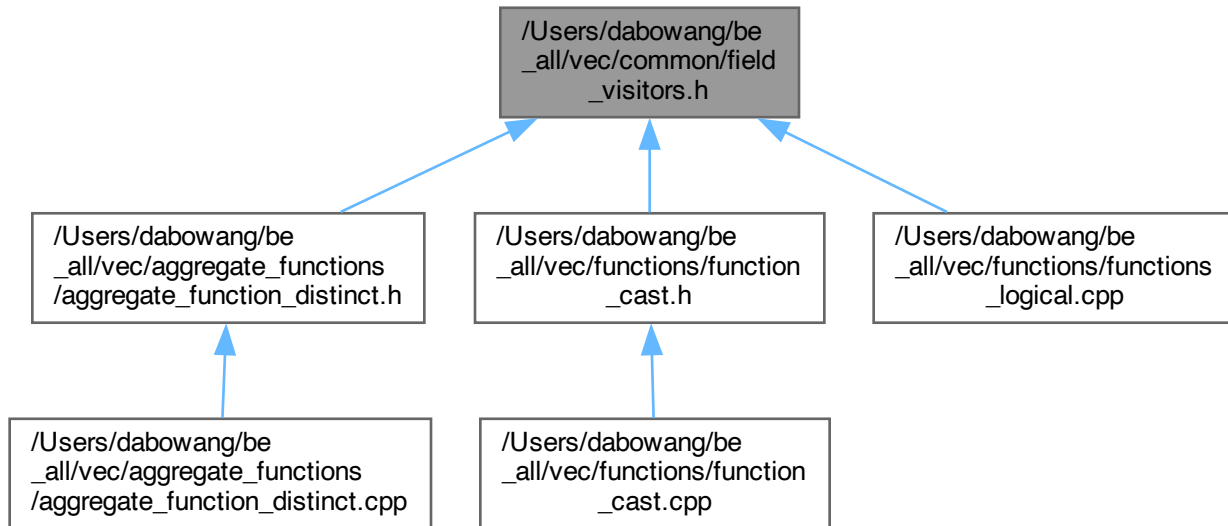 /Users/dabowang/be
_all/vec/common/field
_visitors.h
/Users/dabowang/be
_all/vec/aggregate_functions
/aggregate_function_distinct.h
/Users/dabowang/be
_all/vec/functions/function
_cast.h
/Users/dabowang/be
_all/vec/functions/functions
_logical.cpp
/Users/dabowang/be
_all/vec/aggregate_functions
/aggregate_function_distinct.cpp
/Users/dabowang/be
_all/vec/functions/function
_cast.cpp